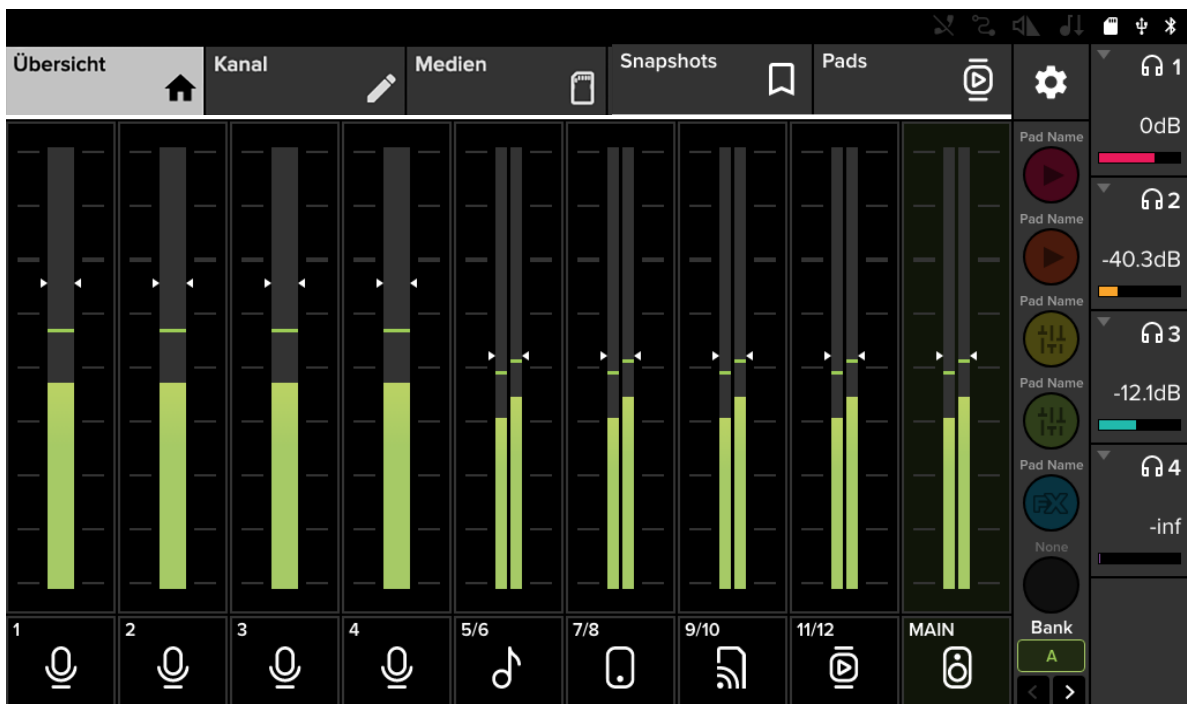 Übersicht
Kanal
Medien
Snapshots
Pads
1
0dB
2
-40.3dB
3
-12.1dB
4
-inf
Pad Name
Pad Name
Pad Name
Pad Name
Pad Name
FX
None
Bank
A
1
2
3
4
5/6
7/8
9/10
11/12
MAIN